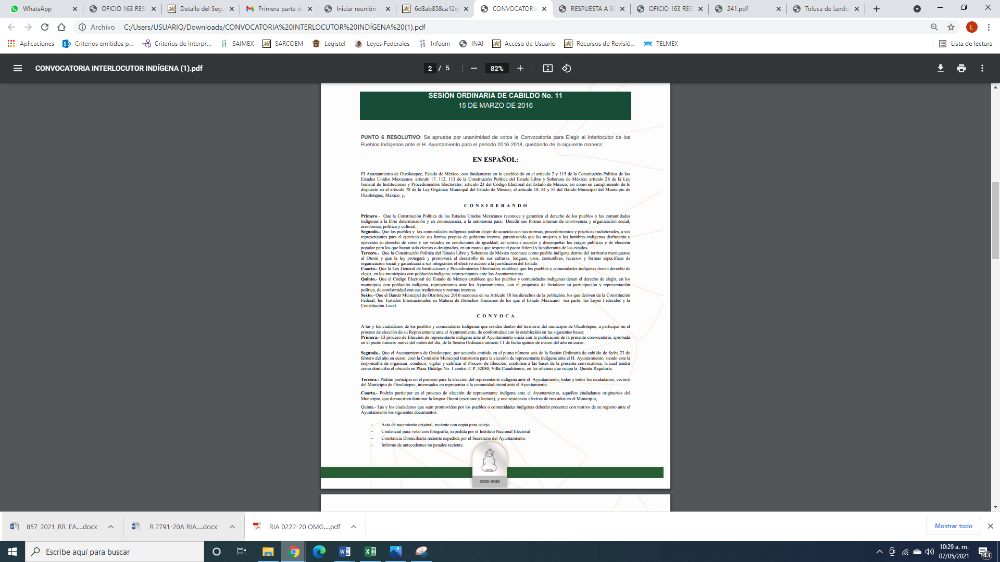 WhatsApp
OFICIO 163 RES
Detalle del Segu
Primera parte de
Iniciar reunión -
6d8ab858ca12e
CONVOCATORIA
RESPUESTA A SO
OFICIO 163 RES
241.pdf
Toluca de Lerdo,
Archivo
C:/Users/USUARIO/Downloads/CONVOCATORIA%20INTERLOCUTOR%20INDÍGENA%20(1).pdf
L
Aplicaciones
Criterios emitidos p...
Criterios de Interpr...
SAIMEX
SARCOEM
Legistel
Leyes Federales
Infoem
INAI
Acceso de Usuario
Recursos de Revisió...
TELMEX
Lista de lectura
CONVOCATORIA INTERLOCUTOR INDÍGENA (1).pdf
2 / 5
82%
SESIÓN ORDINARIA DE CABILDO No. 11
15 DE MARZO DE 2016
PUNTO 6 RESOLUTIVO: Se aprueba por unanimidad de votos la Convocatoria para Elegir al Interlocutor de los
Pueblos Indígenas ante el H. Ayuntamiento para el período 2016-2018, quedando de la siguiente manera:
EN ESPAÑOL:
El Ayuntamiento de Otzolotepec, Estado de México, con fundamento en lo establecido en el artículo 2 y 115 de la Constitución Política de los
Estados Unidos Mexicanos; artículo 17, 112, 113 de la Constitución Política del Estado Libre y Soberano de México; artículo 26 de la Ley
General de Instituciones y Procedimientos Electorales; artículo 23 del Código Electoral del Estado de México; así como en cumplimiento de lo
dispuesto en el artículo 78 de la Ley Orgánica Municipal del Estado de México; el artículo 18, 54 y 55 del Bando Municipal del Municipio de
Otzolotepec, México; y,
C O N S I D E R A N D O
Primero.- Que la Constitución Política de los Estados Unidos Mexicanos reconoce y garantiza el derecho de los pueblos y las comunidades
indígenas a la libre determinación y en consecuencia, a la autonomía para: Decidir sus formas internas de convivencia y organización social,
económica, política y cultural;
Segundo.- Que los pueblos y las comunidades indígenas podrán elegir de acuerdo con sus normas, procedimientos y prácticas tradicionales, a sus
representantes para el ejercicio de sus formas propias de gobierno interno, garantizando que las mujeres y los hombres indígenas disfrutarán y
ejercerán su derecho de votar y ser votados en condiciones de igualdad; así como a acceder y desempeñar los cargos públicos y de elección
popular para los que hayan sido electos o designados, en un marco que respete el pacto federal y la soberanía de los estados.
Tercero.- Que la Constitución Política del Estado Libre y Soberano de México reconoce como pueblo indígena dentro del territorio mexiquense
al Otomí y que la ley protegerá y promoverá el desarrollo de sus culturas, lenguas, usos, costumbres, recursos y formas específicas de
organización social y garantizará a sus integrantes el efectivo acceso a la jurisdicción del Estado.
Cuarto.- Que la Ley General de Instituciones y Procedimientos Electorales establece que los pueblos y comunidades indígenas tienen derecho de
elegir, en los municipios con población indígena, representantes ante los Ayuntamientos.
Quinto.- Que el Código Electoral del Estado de México establece que los pueblos y comunidades indígenas tienen el derecho de elegir, en los
municipios con población indígena, representantes ante los Ayuntamientos, con el propósito de fortalecer su participación y representación
política, de conformidad con sus tradiciones y normas internas.
Sexto.- Que el Bando Municipal de Otzolotepec 2016 reconoce en su Artículo 18 los derechos de la población, los que deriven de la Constitución
Federal, los Tratados Internacionales en Materia de Derechos Humanos de los que el Estado Mexicano sea parte, las Leyes Federales y la
Constitución Local.
C O N V O C A
A las y los ciudadanos de los pueblos y comunidades Indígenas que residen dentro del territorio del municipio de Otzolotepec, a participar en el
proceso de elección de su Representante ante el Ayuntamiento, de conformidad con lo establecido en las siguientes bases:
Primera.- El proceso de Elección de representante indígena ante el Ayuntamiento inicia con la publicación de la presente convocatoria, aprobada
en el punto número nueve del orden del día, de la Sesión Ordinaria número 11 de fecha quince de marzo del año en curso.
Segunda.- Que el Ayuntamiento de Otzolotepec, por acuerdo emitido en el punto número seis de la Sesión Ordinaria de cabildo de fecha 23 de
febrero del año en curso; creó la Comisión Municipal transitoria para la elección de representante indígena ante el H. Ayuntamiento, siendo esta la
responsable de organizar, conducir, vigilar y calificar el Proceso de Elección, conforme a las bases de la presente convocatoria, la cual tendrá
como domicilio el ubicado en Plaza Hidalgo No. 1 centro, C.P. 52080, Villa Cuauhtémoc, en las oficinas que ocupa la Quinta Regiduría.
Tercera.- Podrán participar en el proceso para la elección del representante indígena ante el Ayuntamiento, todas y todos los ciudadanos, vecinos
del Municipio de Otzolotepec, interesados en representar a la comunidad otomí ante el Ayuntamiento.
Cuarta.- Podrán participar en el proceso de elección de representante indígena ante el Ayuntamiento, aquellos ciudadanos originarios del
Municipio, que demuestren dominar la lengua Otomí (escritura y lectura), y una residencia efectiva de tres años en el Municipio,
Quinta.- Las y los ciudadanos que sean promovidos por los pueblos o comunidades indígenas deberán presentar con motivo de su registro ante el
Ayuntamiento los siguientes documentos:
- Acta de nacimiento original, reciente con copia para cotejo.
- Credencial para votar con fotografía, expedida por el Instituto Nacional Electoral.
- Constancia Domiciliaria reciente expedida por el Secretario del Ayuntamiento.
- Informe de antecedentes no penales reciente.
2016-2018
857_2021_RR_EA....docx
R 2791-20A RIA....docx
RIA 0222-20 OMG....pdf
Mostrar todo
Escribe aquí para buscar
10:29 a. m.
07/05/2021
43